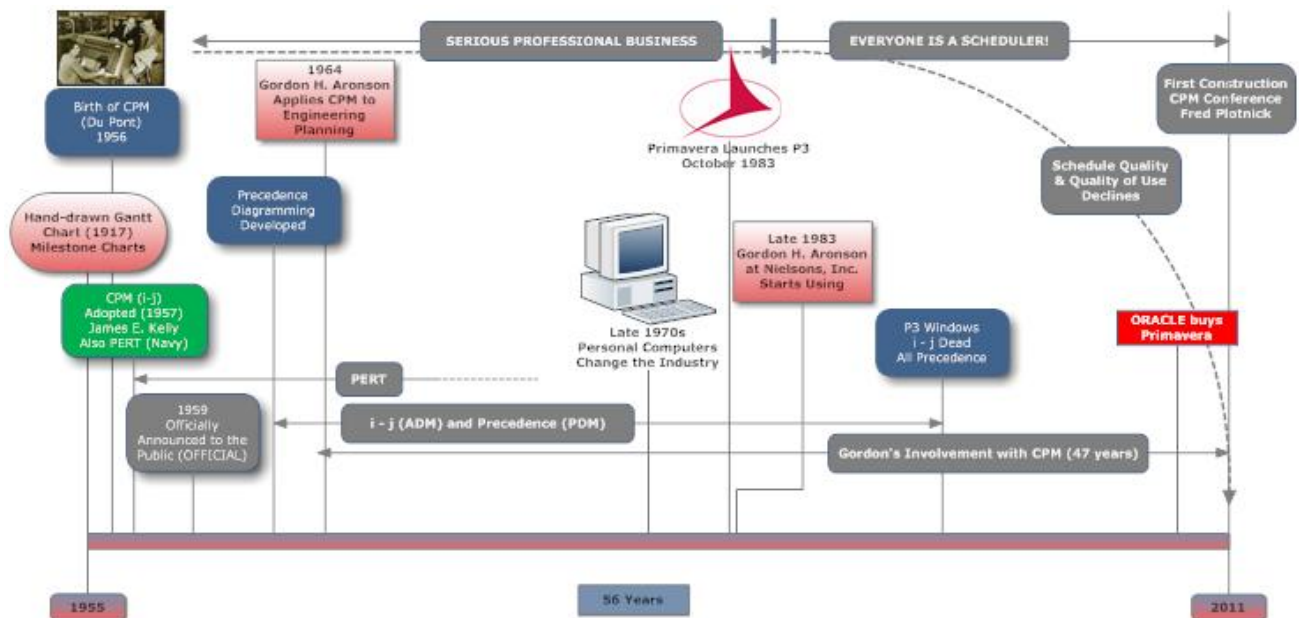 SERIOUS PROFESSIONAL BUSINESS
EVERYONE IS A SCHEDULER!
Birth of CPM
(Du Pont)
1956
1964
Gordon H. Aronson
Applies CPM to
Engineering
Planning
Primavera Launches P3
October 1983
First Construction
CPM Conference
Fred Plotnick
Schedule Quality
& Quality of Use
Declines
Hand-drawn Gantt
Chart (1917)
Milestone Charts
Precedence
Diagramming
Developed
Late 1983
Gordon H. Aronson
at Nielsons, Inc.
Starts Using
CPM (i-j)
Adopted (1957)
James E. Kelly
Also PERT (Navy)
Late 1970s
Personal Computers
Change the Industry
P3 Windows
i - j Dead
All Precedence
ORACLE buys
Primavera
PERT
1959
Officially
Announced to the
Public (OFFICIAL)
i - j (ADM) and Precedence (PDM)
Gordon's Involvement with CPM (47 years)
1955
56 Years
2011